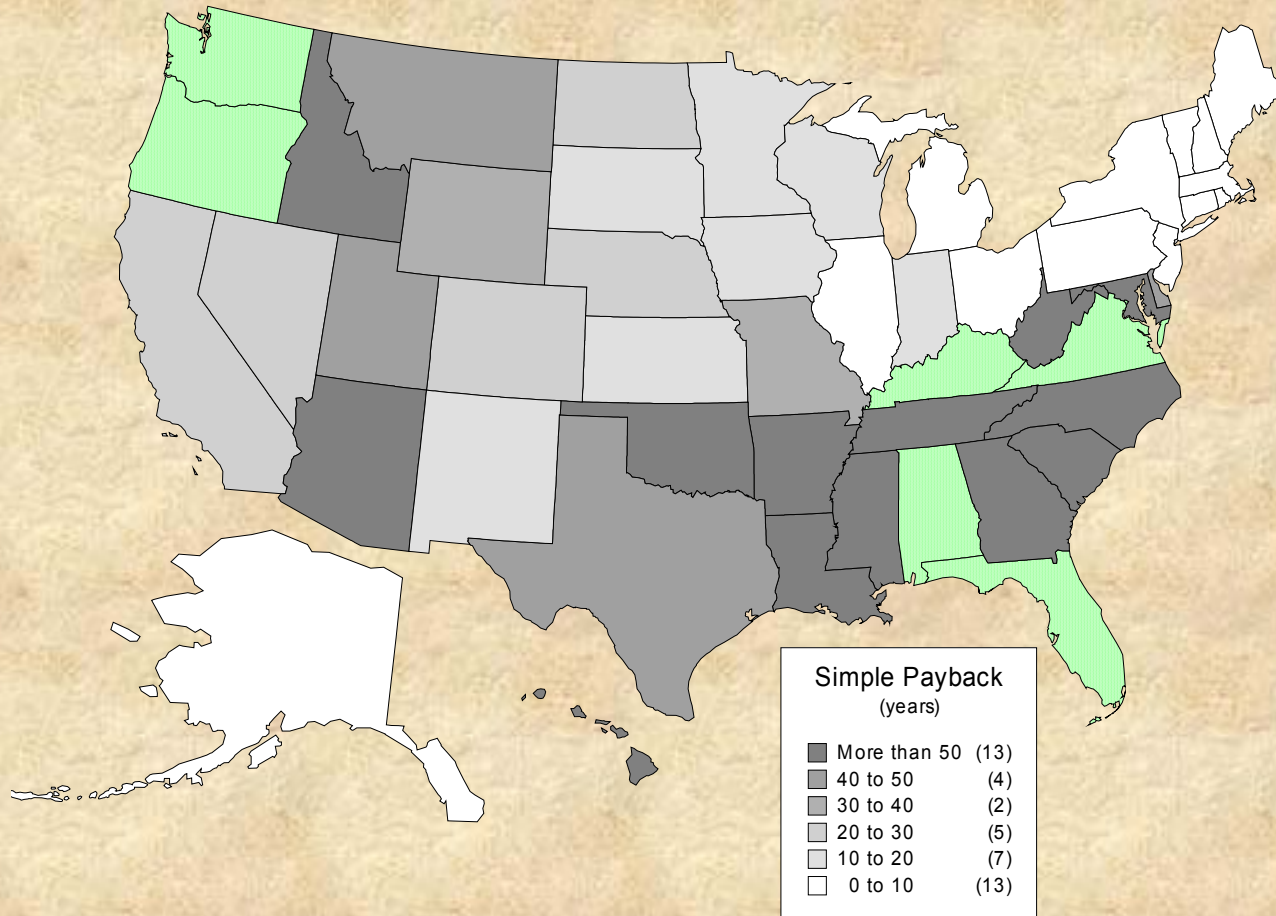 Simple Payback
(years)
More than 50 (13)
40 to 50 (4)
30 to 40 (2)
20 to 30 (5)
10 to 20 (7)
0 to 10 (13)